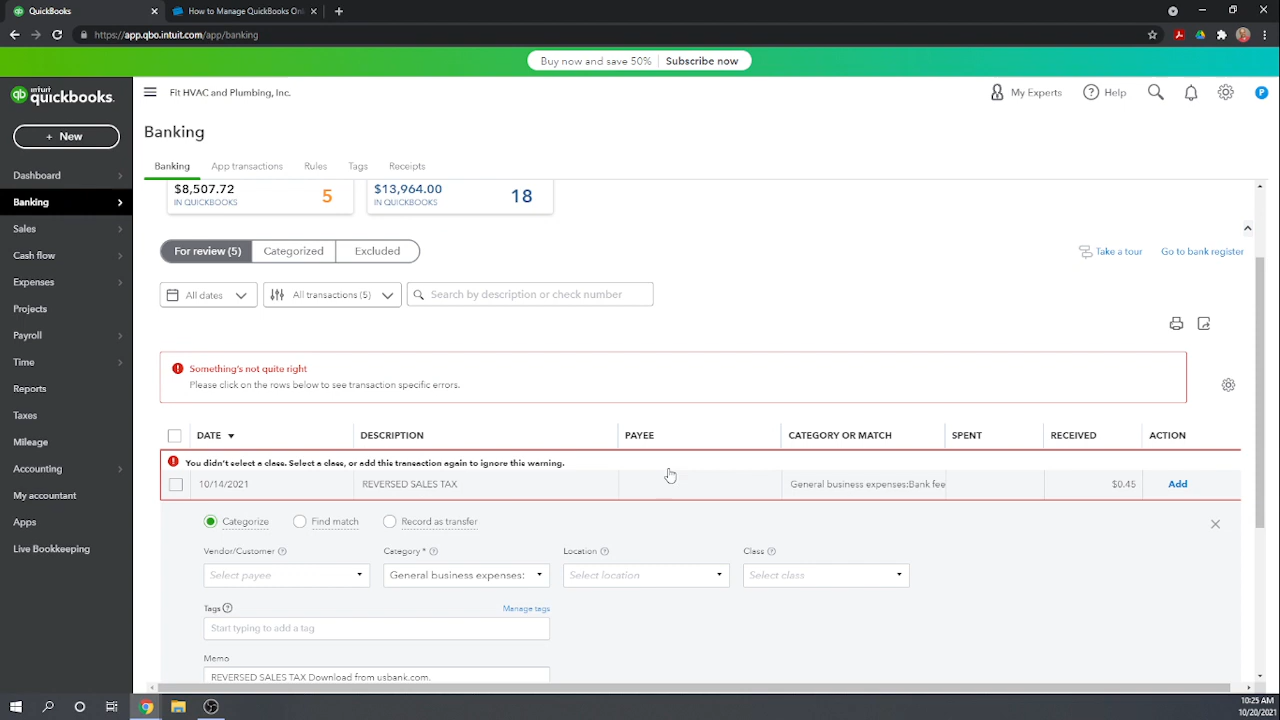 QuickBooks
How to Manage QuickBooks Onl
https://app.qbo.intuit.com/app/banking
Buy now and save 50% Subscribe now
intuit
quickbooks.
Fit HVAC and Plumbing, Inc.
My Experts
Help
P
+ New
Dashboard
Banking
Sales
Cash flow
Expenses
Projects
Payroll
Time
Reports
Taxes
Mileage
Accounting
My accountant
Apps
Live Bookkeeping
Banking
Banking App transactions Rules Tags Receipts
$8,507.72
IN QUICKBOOKS
5
$13,964.00
IN QUICKBOOKS
18
For review (5) Categorized Excluded
Take a tour Go to bank register
All dates All transactions (5) Search by description or check number
Something's not quite right
Please click on the rows below to see transaction specific errors.
DATE DESCRIPTION PAYEE CATEGORY OR MATCH SPENT RECEIVED ACTION
You didn't select a class. Select a class, or add this transaction again to ignore this warning.
10/14/2021 REVERSED SALES TAX General business expenses:Bank fee $0.45 Add
Categorize Find match Record as transfer
Vendor/Customer Category * Location Class
Select payee General business expenses: Select location Select class
Tags Manage tags
Start typing to add a tag
Memo
REVERSED SALES TAX Download from usbank.com.
10:25 AM
10/20/2021